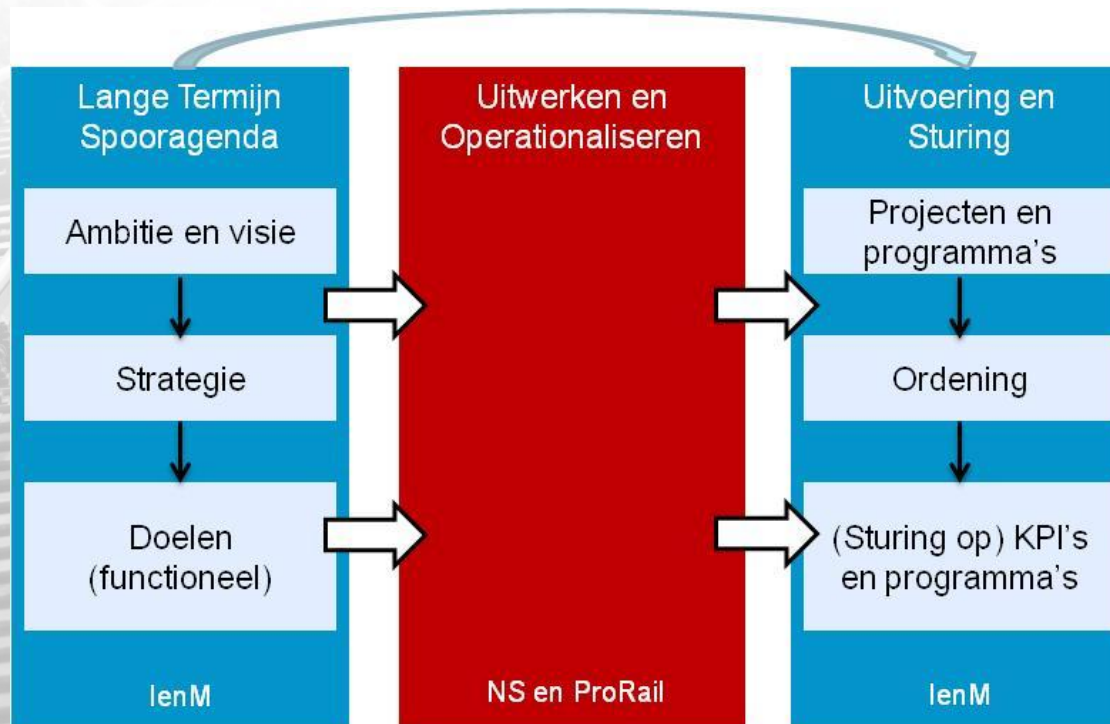 Lange Termijn
Spooragenda
Ambitie en visie
Strategie
Doelen
(functioneel)
IenM
Uitwerken en
Operationaliseren
NS en ProRail
Uitvoering en
Sturing
Projecten en
programma's
Ordening
(Sturing op) KPI's
en programma's
IenM